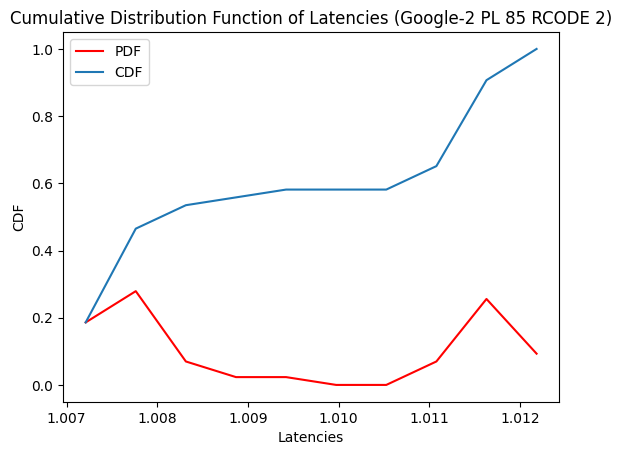 Cumulative Distribution Function of Latencies (Google-2 PL 85 RCODE 2)
PDF
CDF
1.0
0.8
0.6
0.4
0.2
0.0
CDF
1.007 1.008 1.009 1.010 1.011 1.012
Latencies